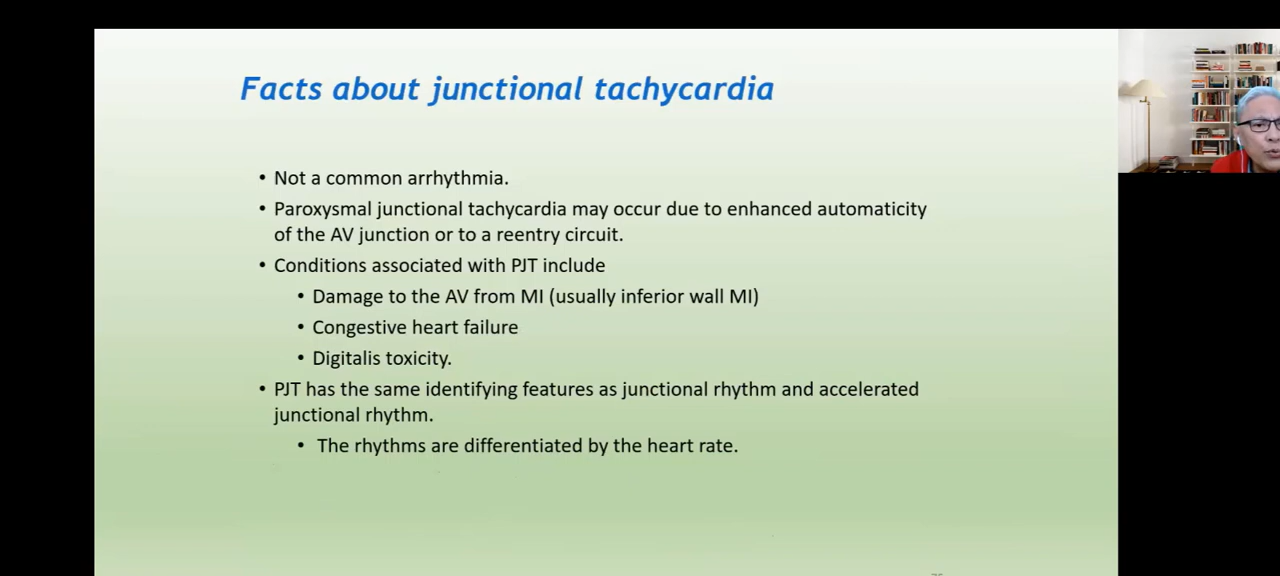 Facts about junctional tachycardia
• Not a common arrhythmia.
• Paroxysmal junctional tachycardia may occur due to enhanced automaticity
of the AV junction or to a reentry circuit.
• Conditions associated with PJT include
• Damage to the AV from MI (usually inferior wall MI)
• Congestive heart failure
• Digitalis toxicity.
• PJT has the same identifying features as junctional rhythm and accelerated
junctional rhythm.
• The rhythms are differentiated by the heart rate.